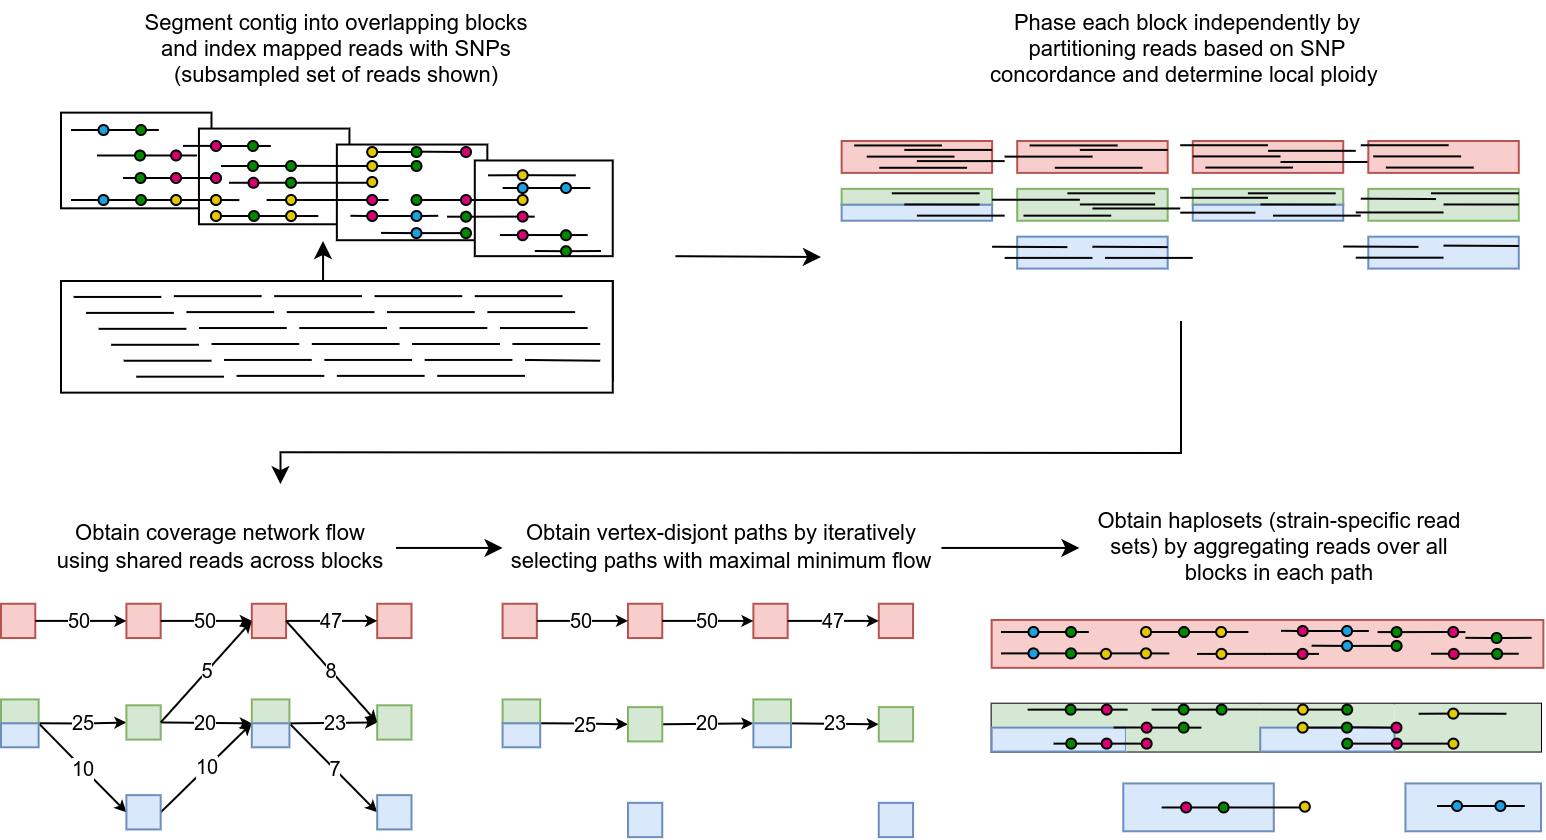 Segment contig into overlapping blocks
and index mapped reads with SNPs
(subsampled set of reads shown)
Phase each block independently by
partitioning reads based on SNP
concordance and determine local ploidy
Obtain coverage network flow
using shared reads across blocks
Obtain vertex-disjont paths by iteratively
selecting paths with maximal minimum flow
Obtain haplosets (strain-specific read
sets) by aggregating reads over all
blocks in each path
50 50 47
5 8
25 20 23
10 10 7
50 50 47
25 20 23